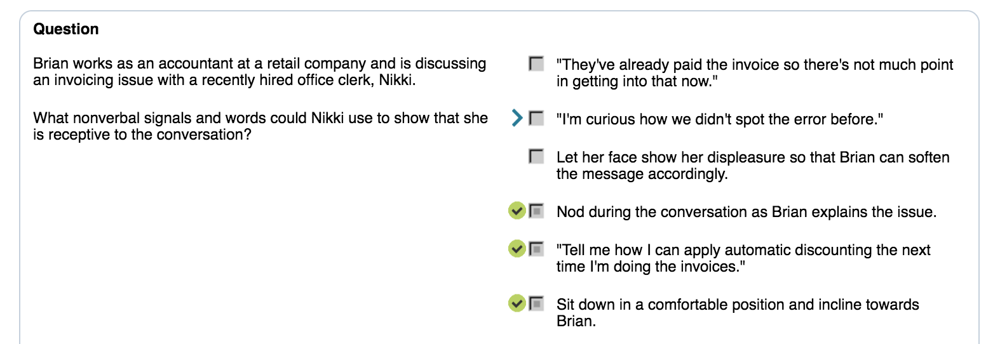 Question
Brian works as an accountant at a retail company and is discussing
an invoicing issue with a recently hired office clerk, Nikki.
What nonverbal signals and words could Nikki use to show that she
is receptive to the conversation?
"They've already paid the invoice so there's not much point
in getting into that now."
"I'm curious how we didn't spot the error before."
Let her face show her displeasure so that Brian can soften
the message accordingly.
Nod during the conversation as Brian explains the issue.
"Tell me how I can apply automatic discounting the next
time I'm doing the invoices."
Sit down in a comfortable position and incline towards
Brian.